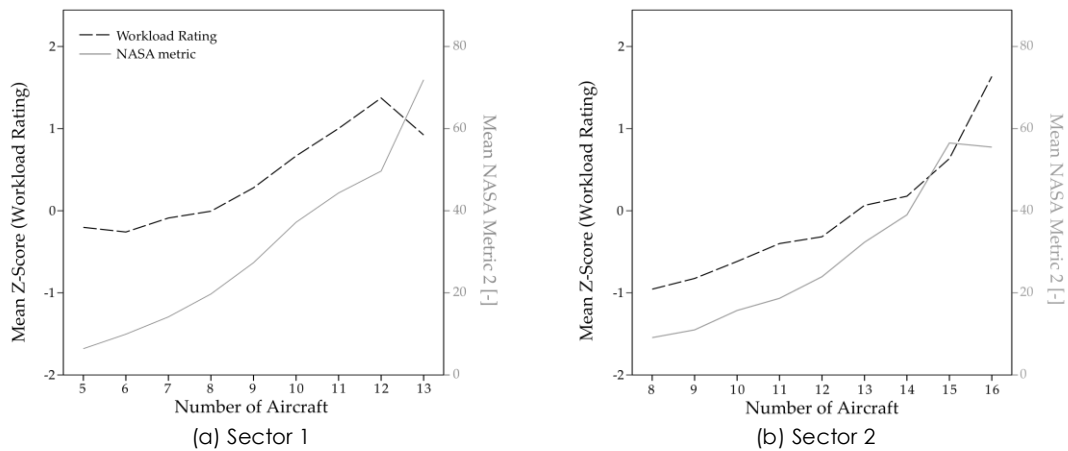 Workload Rating
NASA metric
Mean Z-Score (Workload Rating)
2
1
0
-1
-2
80
60
40
20
0
Mean NASA Metric 2 [-]
5 6 7 8 9 10 11 12 13
Number of Aircraft
(a) Sector 1
Mean Z-Score (Workload Rating)
2
1
0
-1
-2
80
60
40
20
0
Mean NASA Metric 2 [-]
8 9 10 11 12 13 14 15 16
Number of Aircraft
(b) Sector 2